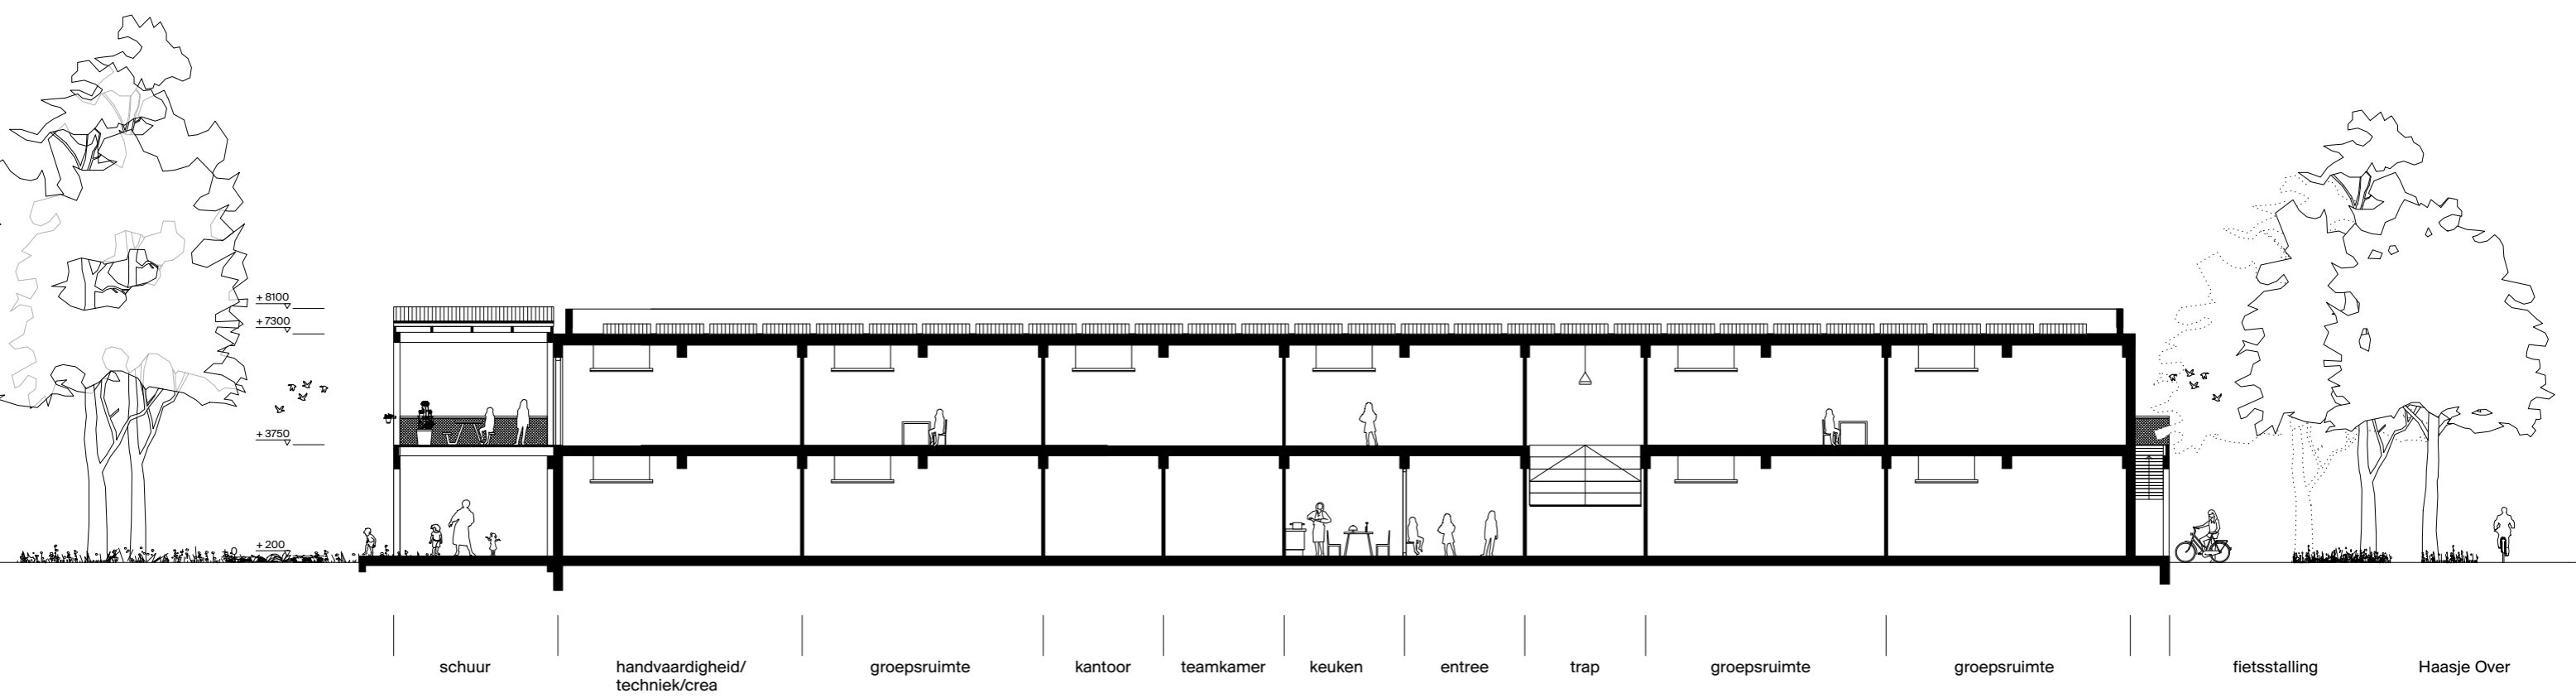 + 8100
+ 7300
+ 3750
+ 200
schuur
handvaardigheid/
techniek/crea
groepsruimte
kantoor
teamkamer
keuken
entree
trap
groepsruimte
groepsruimte
fietsstalling
Haasje Over